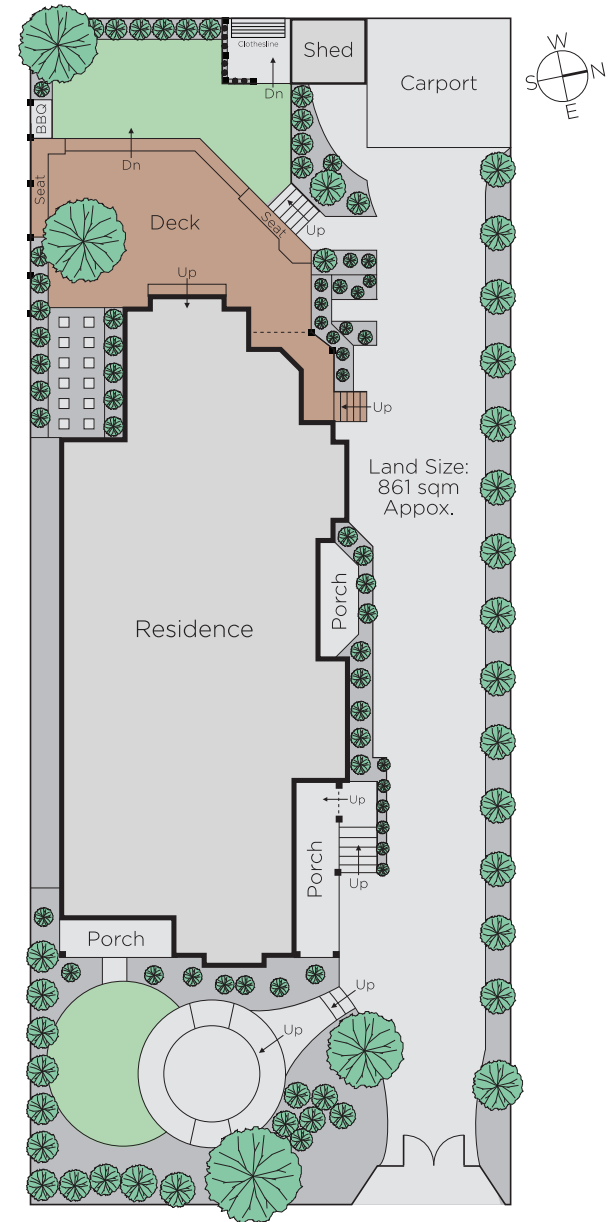 Clothesline
Shed
Carport
W
S
N
E
Dn
BBQ
Dn
Seat
Deck
Seat
Up
Up
Up
Land Size:
861 sqm
Appox.
Porch
Residence
Up
Porch
Up
Porch
Up
Up